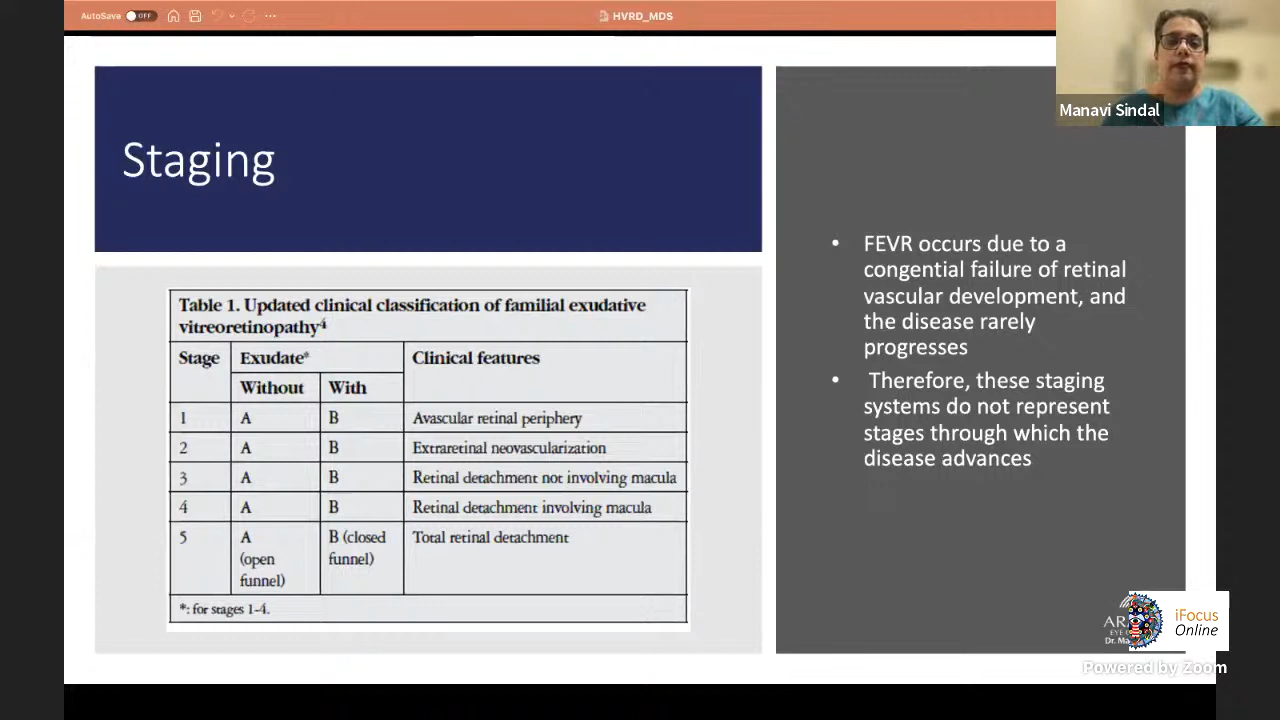 AutoSave OFF
HVRD_MDS
Manavi Sindal
Staging
Table 1. Updated clinical classification of familial exudative
vitreoretinopathy⁴
Stage Exudate* Clinical features
Without With
1 A B Avascular retinal periphery
2 A B Extraretinal neovascularization
3 A B Retinal detachment not involving macula
4 A B Retinal detachment involving macula
5 A B (closed Total retinal detachment
(open funnel)
funnel)
*: for stages 1-4.
• FEVR occurs due to a
congential failure of retinal
vascular development, and
the disease rarely
progresses
• Therefore, these staging
systems do not represent
stages through which the
disease advances
EYE
Dr. Ma
iFocus
Online
Powered by Zoom